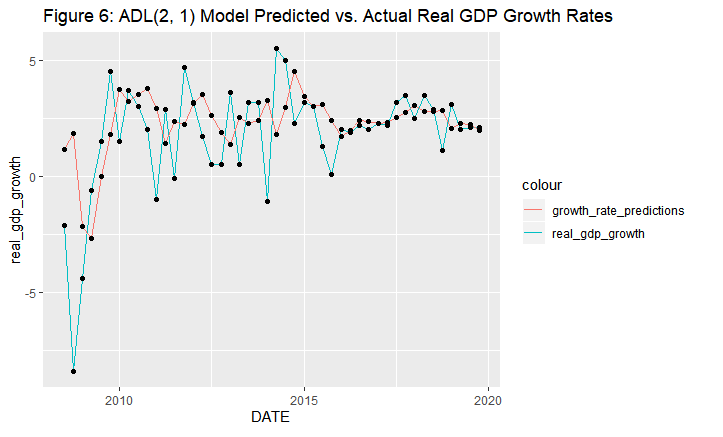 Figure 6: ADL(2, 1) Model Predicted vs. Actual Real GDP Growth Rates
real_gdp_growth
5
0
-5
2010
2015
2020
DATE
colour
growth_rate_predictions
real_gdp_growth